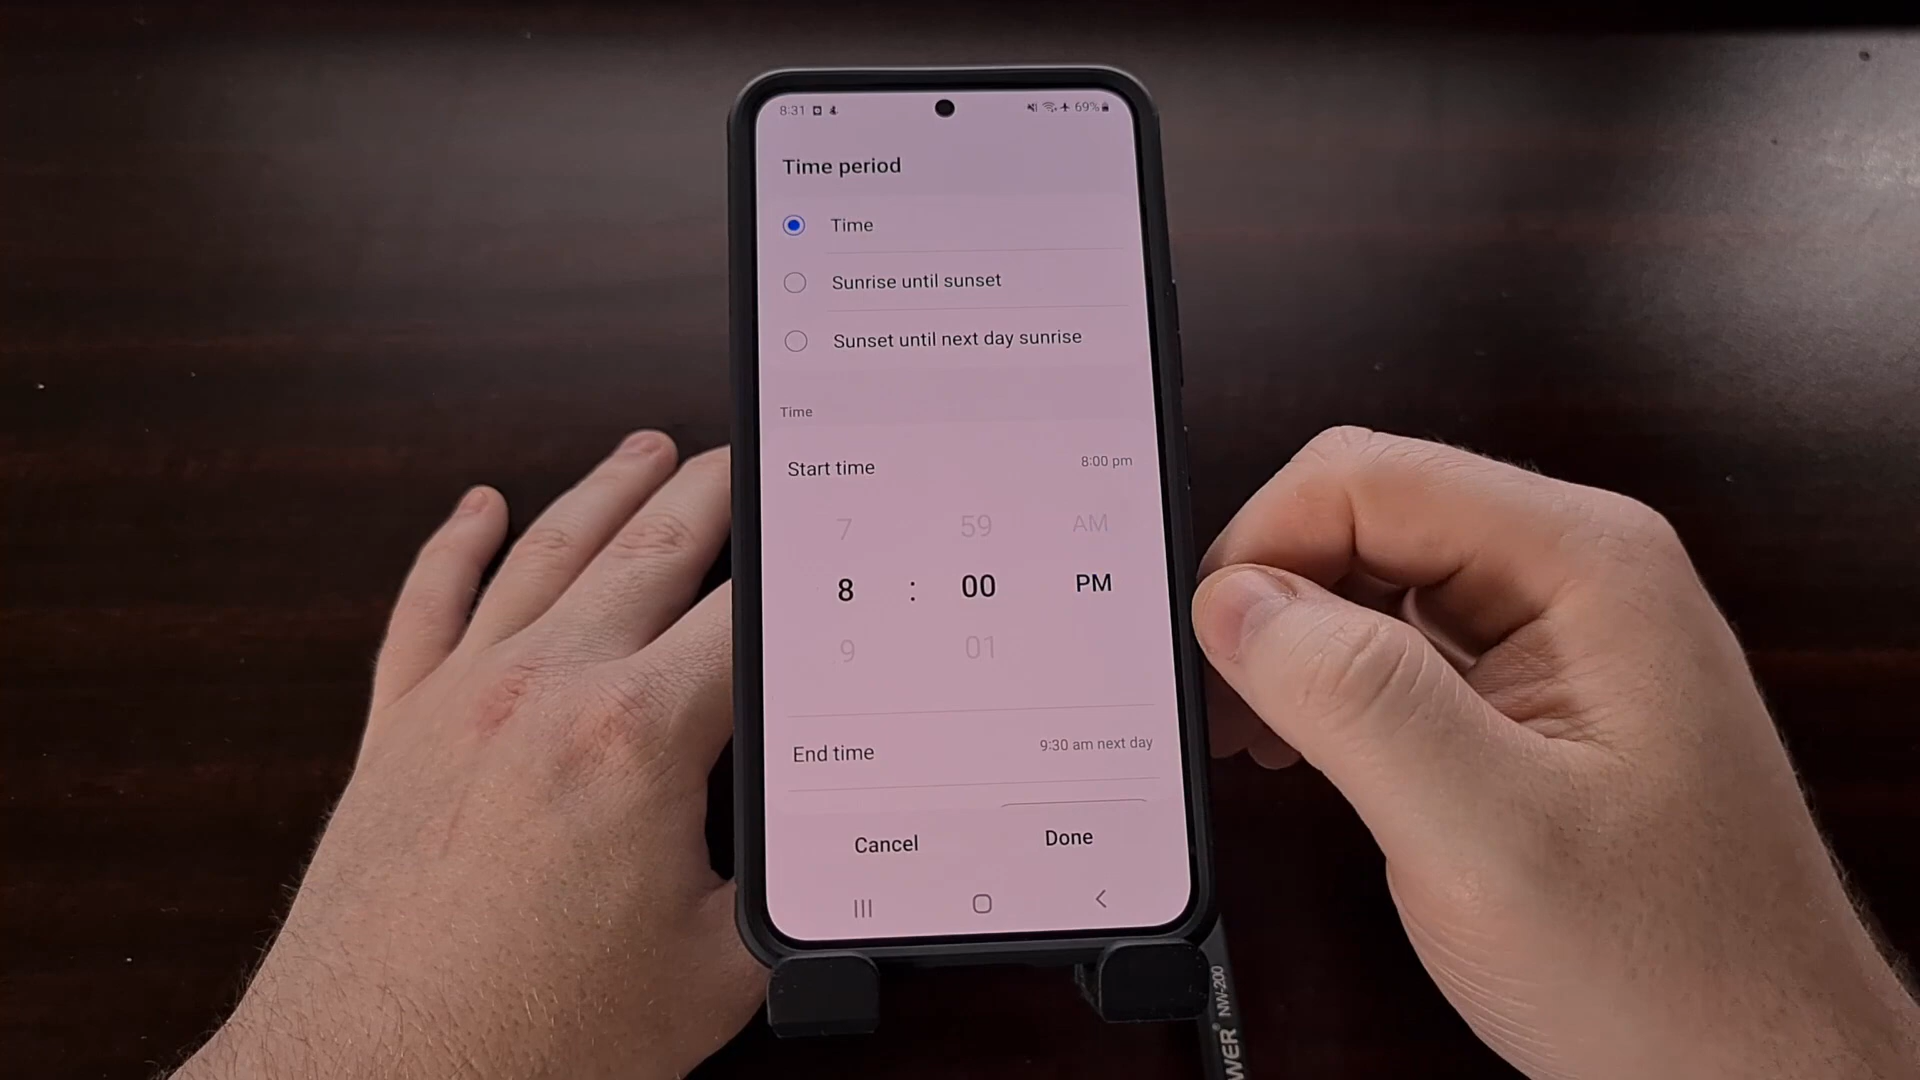 8:31
69%
Time period
Time
Sunrise until sunset
Sunset until next day sunrise
Time
Start time 8:00 pm
7 59 AM
8 : 00 PM
9 01
End time 9:30 am next day
Cancel Done
WER® NW-200